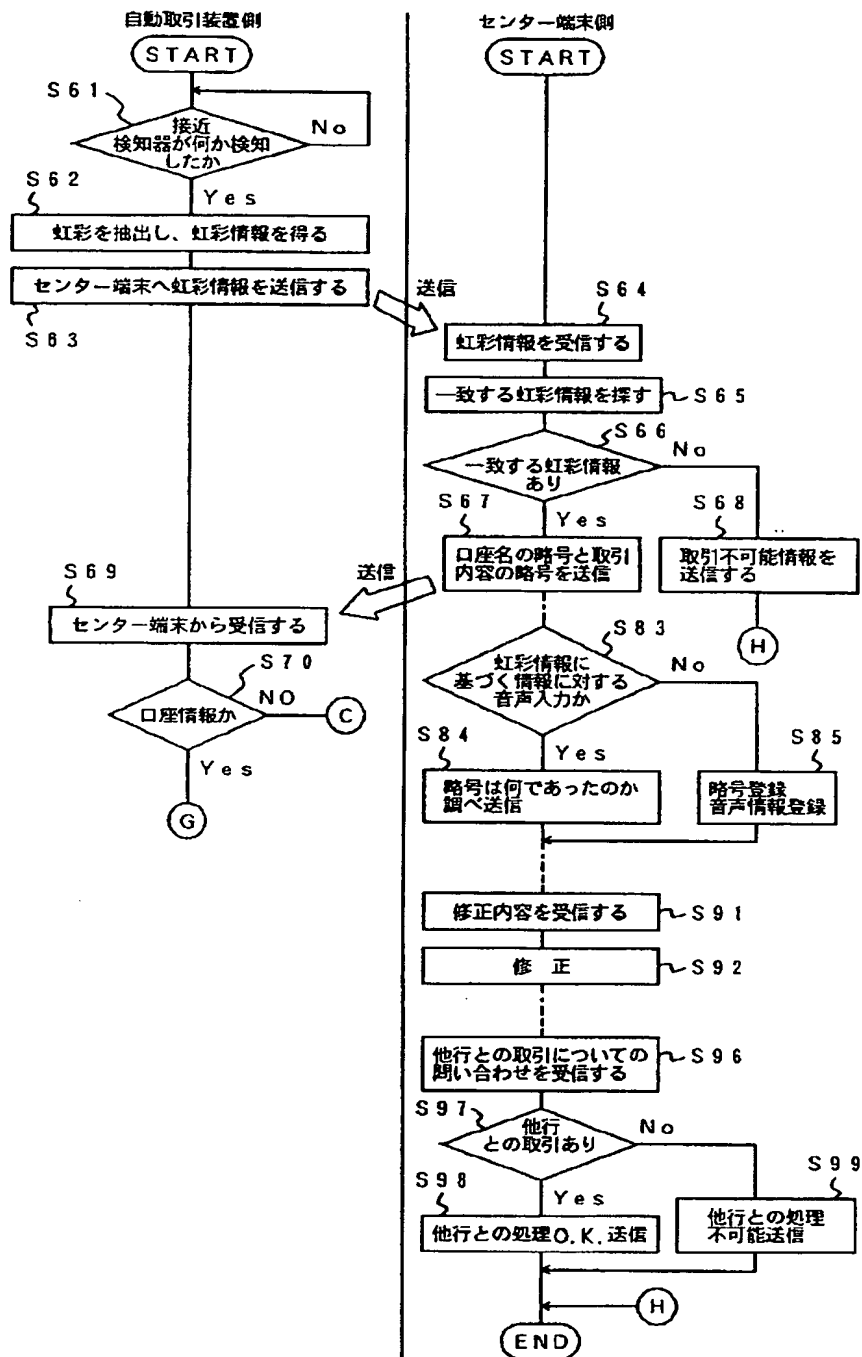 自動取引装置側
START
S61
接近
検知器が何か検知
したか
No
Yes
S62
虹彩を抽出し、虹彩情報を得る
センター端末へ虹彩情報を送信する
S63
送信
S69
センター端末から受信する
S70
口座情報か
NO
C
Yes
G
センター端末側
START
S64
虹彩情報を受信する
一致する虹彩情報を探す
S65
S66
一致する虹彩情報
あり
No
Yes
S67
口座名の略号と取引
内容の略号を送信
送信
S68
取引不可能情報を
送信する
H
S83
虹彩情報に
基づく情報に対する
音声入力か
No
Yes
S84
略号は何であったのか
調べ送信
S85
略号登録
音声情報登録
修正内容を受信する
S91
修 正
S92
他行との取引についての
問い合わせを受信する
S96
S97
他行
との取引あり
No
Yes
S98
他行との処理O.K.送信
S99
他行との処理
不可能送信
H
END